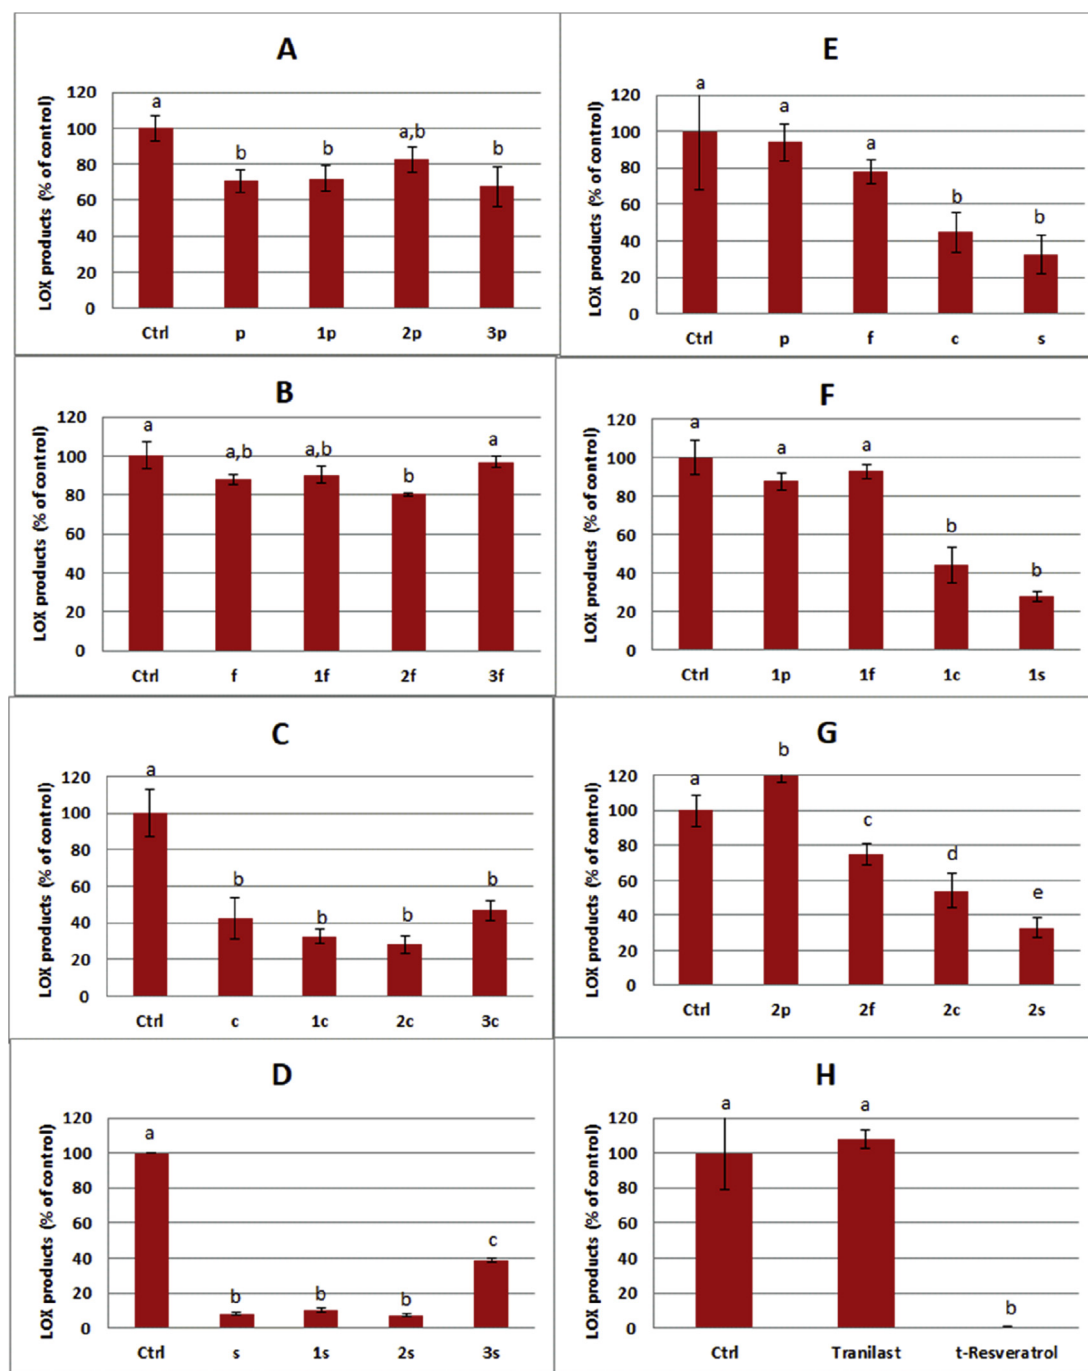 A
LOX products (% of control)
120
a
100
a,b
b
b
b
80
60
40
20
0
Ctrl p 1p 2p 3p
B
LOX products (% of control)
120
a
a,b
a,b
b
a
100
80
60
40
20
0
Ctrl f 1f 2f 3f
C
LOX products (% of control)
120
a
100
80
60
b
b
b
b
40
20
0
Ctrl c 1c 2c 3c
D
LOX products (% of control)
120
a
100
80
60
c
40
b
b
b
20
0
Ctrl s 1s 2s 3s
E
LOX products (% of control)
a
a
a
b
b
120
100
80
60
40
20
0
Ctrl p f c s
F
LOX products (% of control)
120
a
a
a
b
b
100
80
60
40
20
0
Ctrl 1p 1f 1c 1s
G
LOX products (% of control)
a
b
c
d
e
120
100
80
60
40
20
0
Ctrl 2p 2f 2c 2s
H
LOX products (% of control)
a
a
b
120
100
80
60
40
20
0
Ctrl Tranilast t-Resveratrol